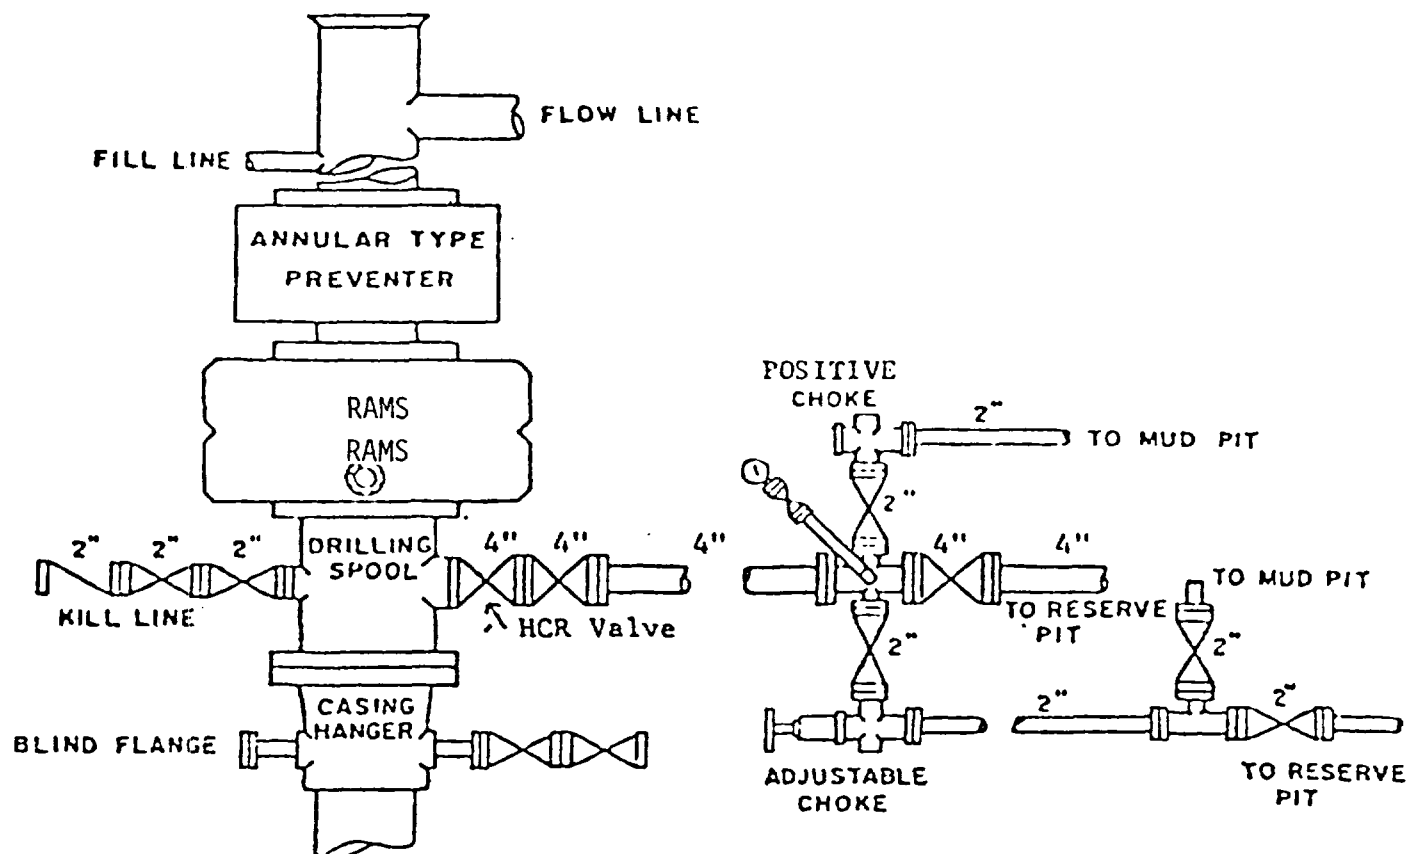 FLOW LINE
FILL LINE
ANNULAR TYPE
PREVENTER
RAMS
RAMS
POSITIVE
CHOKE
2"
TO MUD PIT
2"
2" 2" 2"
DRILLING
SPOOL
4" 4" 4"
4" 4"
KILL LINE
HCR Valve
TO RESERVE
PIT
TO MUD PIT
2"
2"
CASING
HANGER
BLIND FLANGE
2"
2"
ADJUSTABLE
CHOKE
TO RESERVE
PIT